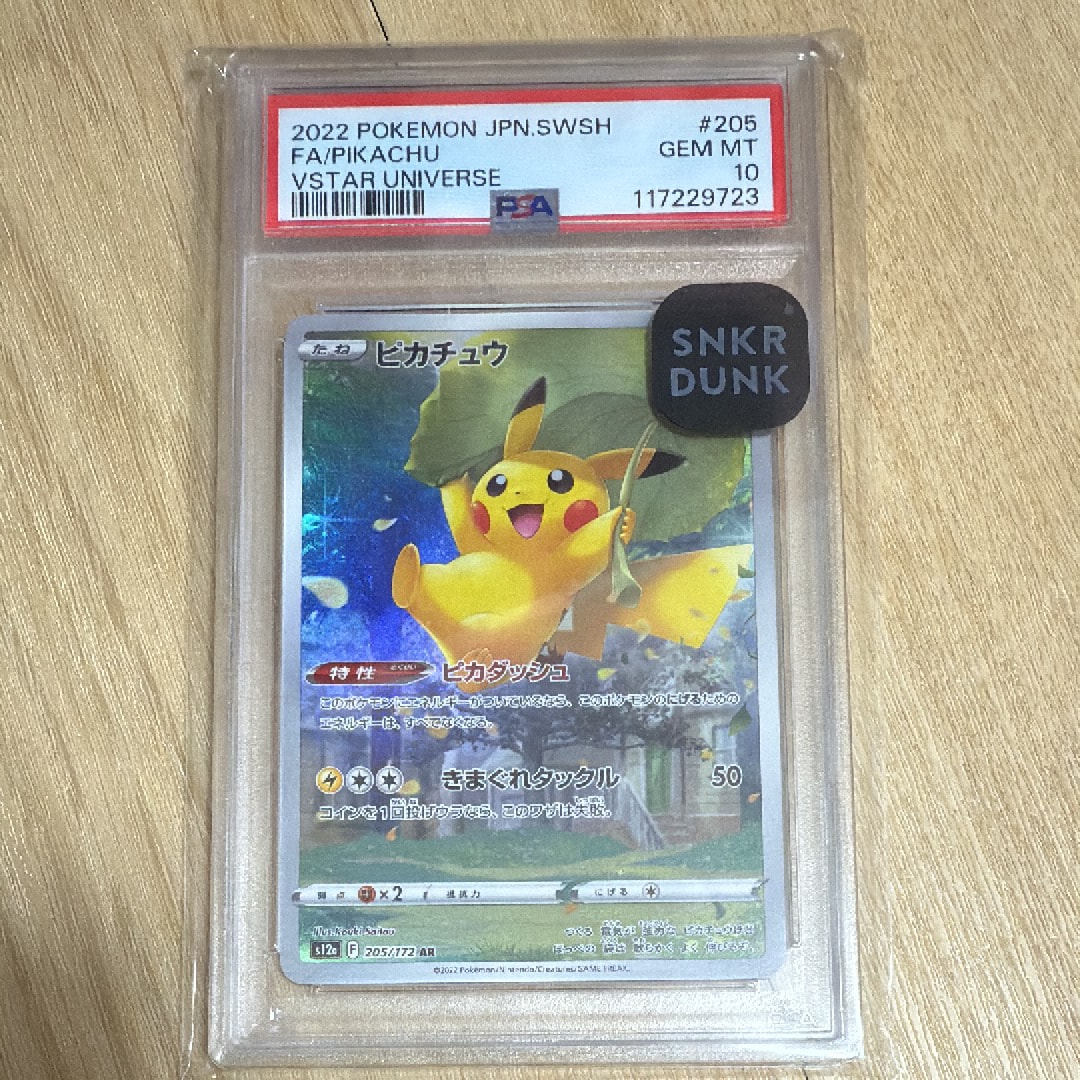 2022 POKEMON JPN.SWSH #205
FA/PIKACHU GEM MT
VSTAR UNIVERSE 10
117229723
PSA
SNKR
DUNK
たね ピカチュウ
特性 ピカダッシュ
このポケモンにエネルギーがついているなら、このポケモンのにげるための
エネルギーは、すべてなくなる。
きまぐれタックル 50
コインを1回投げウラなら、このワザは失敗。
弱点 ×2 抵抗力 にげる
Illus. Kouki Saitou
s12a F 205/172 AR
©2022 Pokémon/Nintendo/Creatures/GAME FREAK.